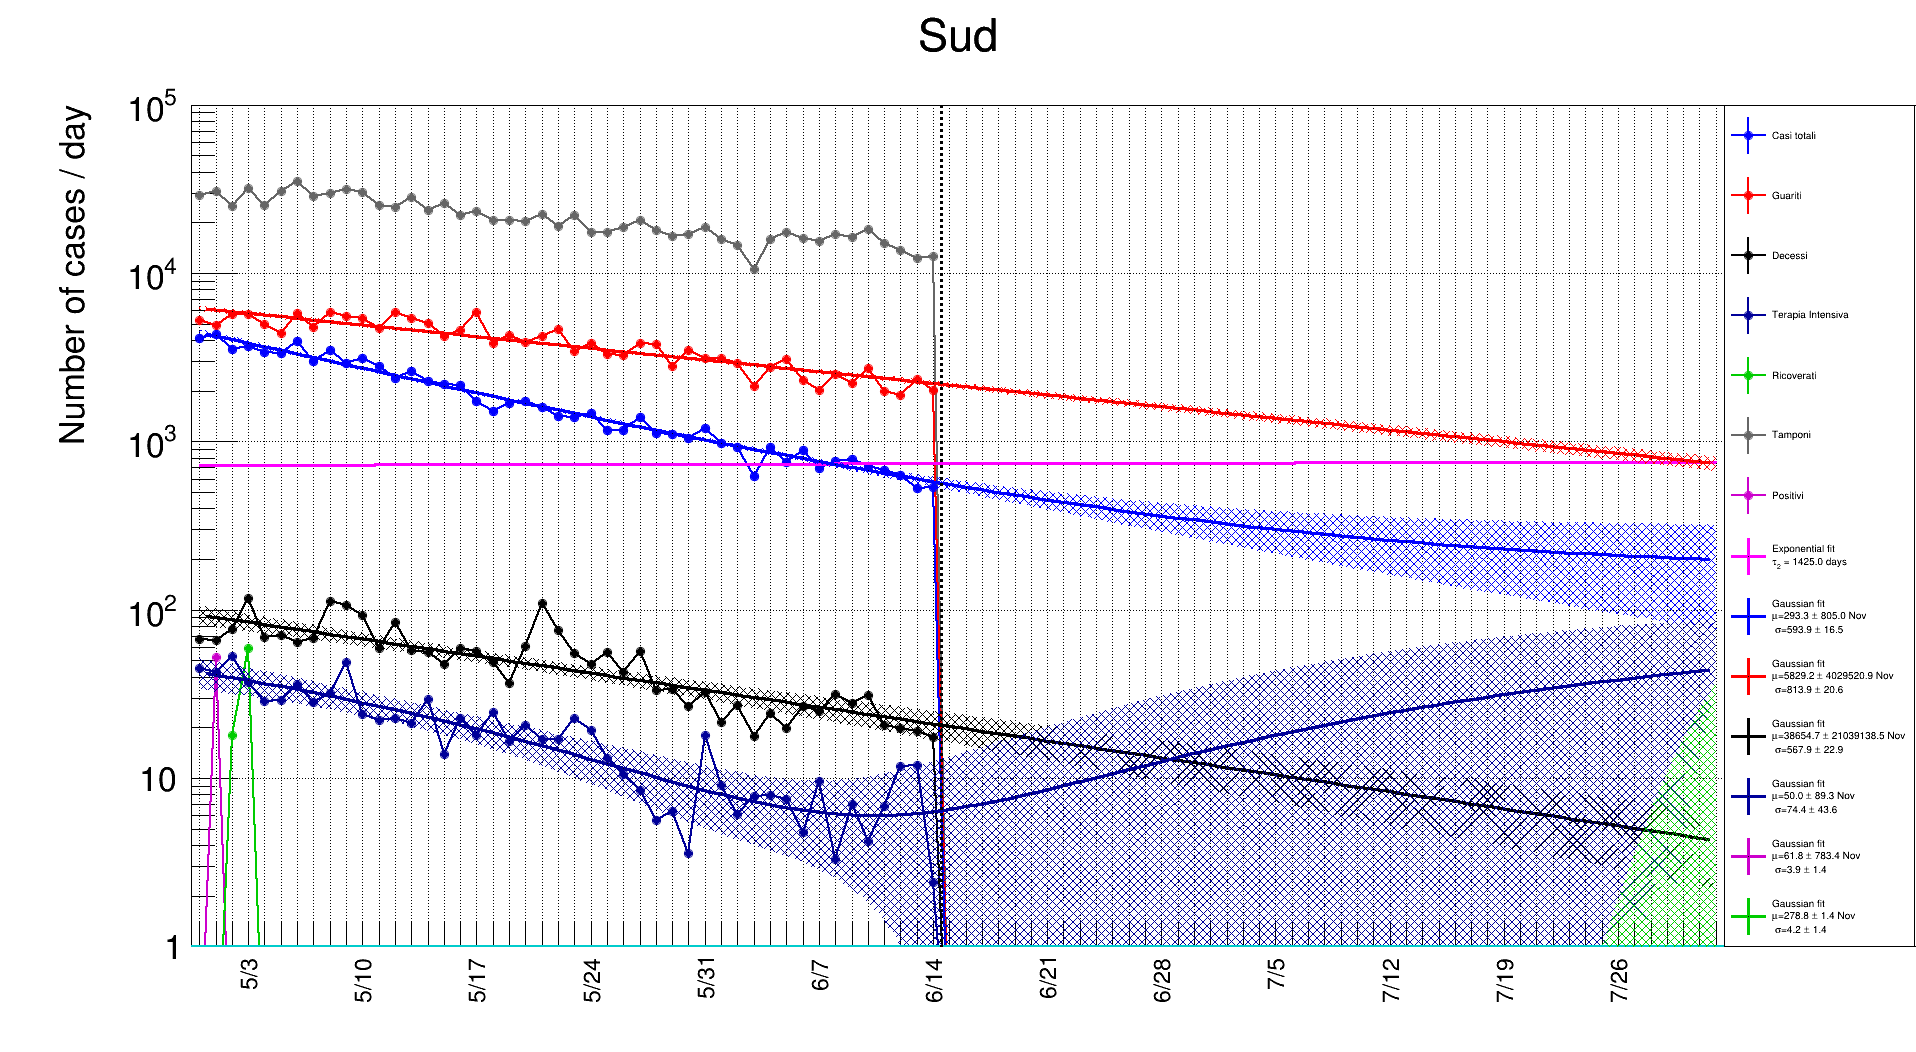 Sud
Number of cases / day
10^5
10^4
10^3
10^2
10
1
5/3
5/10
5/17
5/24
5/31
6/7
6/14
6/21
6/28
7/5
7/12
7/19
7/26
Casi totali
Guariti
Decessi
Terapia Intensiva
Ricoverati
Tamponi
Positivi
Exponential fit
τ_2 = 1425.0 days
Gaussian fit
μ=293.3 ± 805.0 Nov
σ=593.9 ± 16.5
Gaussian fit
μ=5829.2 ± 4029520.9 Nov
σ=813.9 ± 20.6
Gaussian fit
μ=38654.7 ± 21039138.5 Nov
σ=567.9 ± 22.9
Gaussian fit
μ=50.0 ± 89.3 Nov
σ=74.4 ± 43.6
Gaussian fit
μ=61.8 ± 783.4 Nov
σ=3.9 ± 1.4
Gaussian fit
μ=278.8 ± 1.4 Nov
σ=4.2 ± 1.4